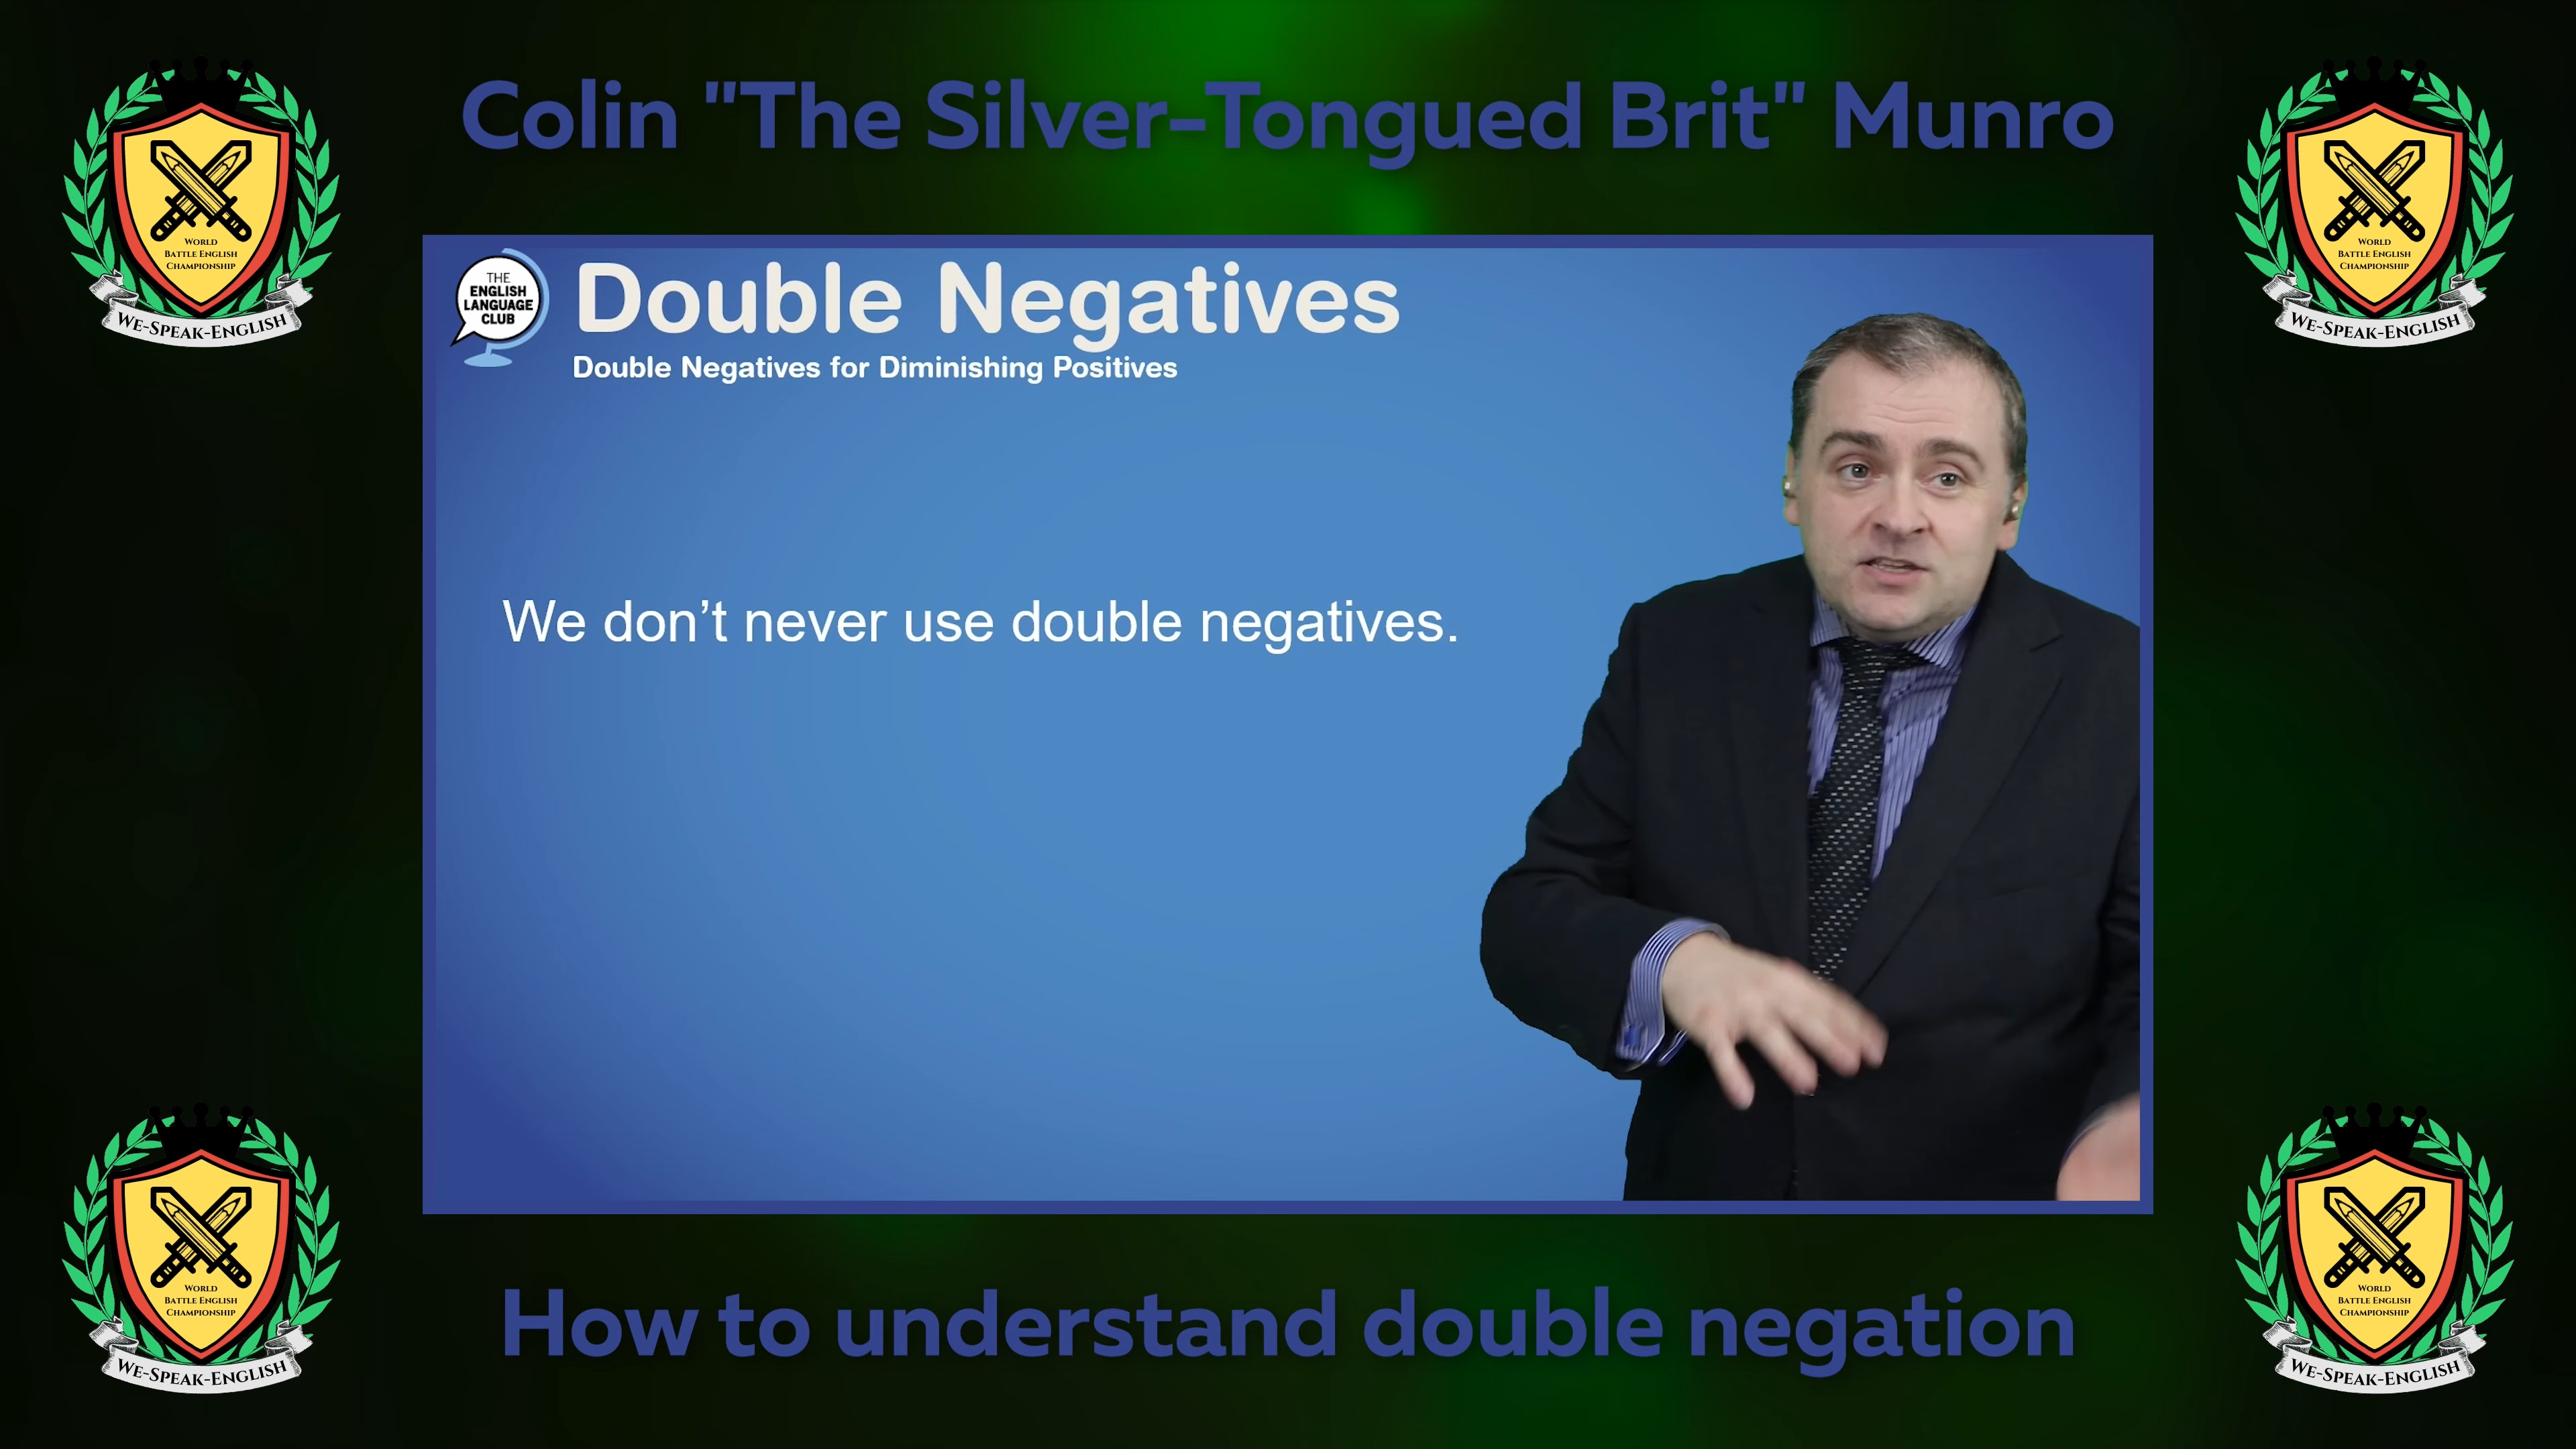 Colin "The Silver-Tongued Brit" Munro
WORLD
BATTLE ENGLISH
CHAMPIONSHIP
WE-SPEAK-ENGLISH
WORLD
BATTLE ENGLISH
CHAMPIONSHIP
WE-SPEAK-ENGLISH
THE
ENGLISH
LANGUAGE
CLUB
Double Negatives
Double Negatives for Diminishing Positives
We don’t never use double negatives.
WORLD
BATTLE ENGLISH
CHAMPIONSHIP
WE-SPEAK-ENGLISH
WORLD
BATTLE ENGLISH
CHAMPIONSHIP
WE-SPEAK-ENGLISH
How to understand double negation